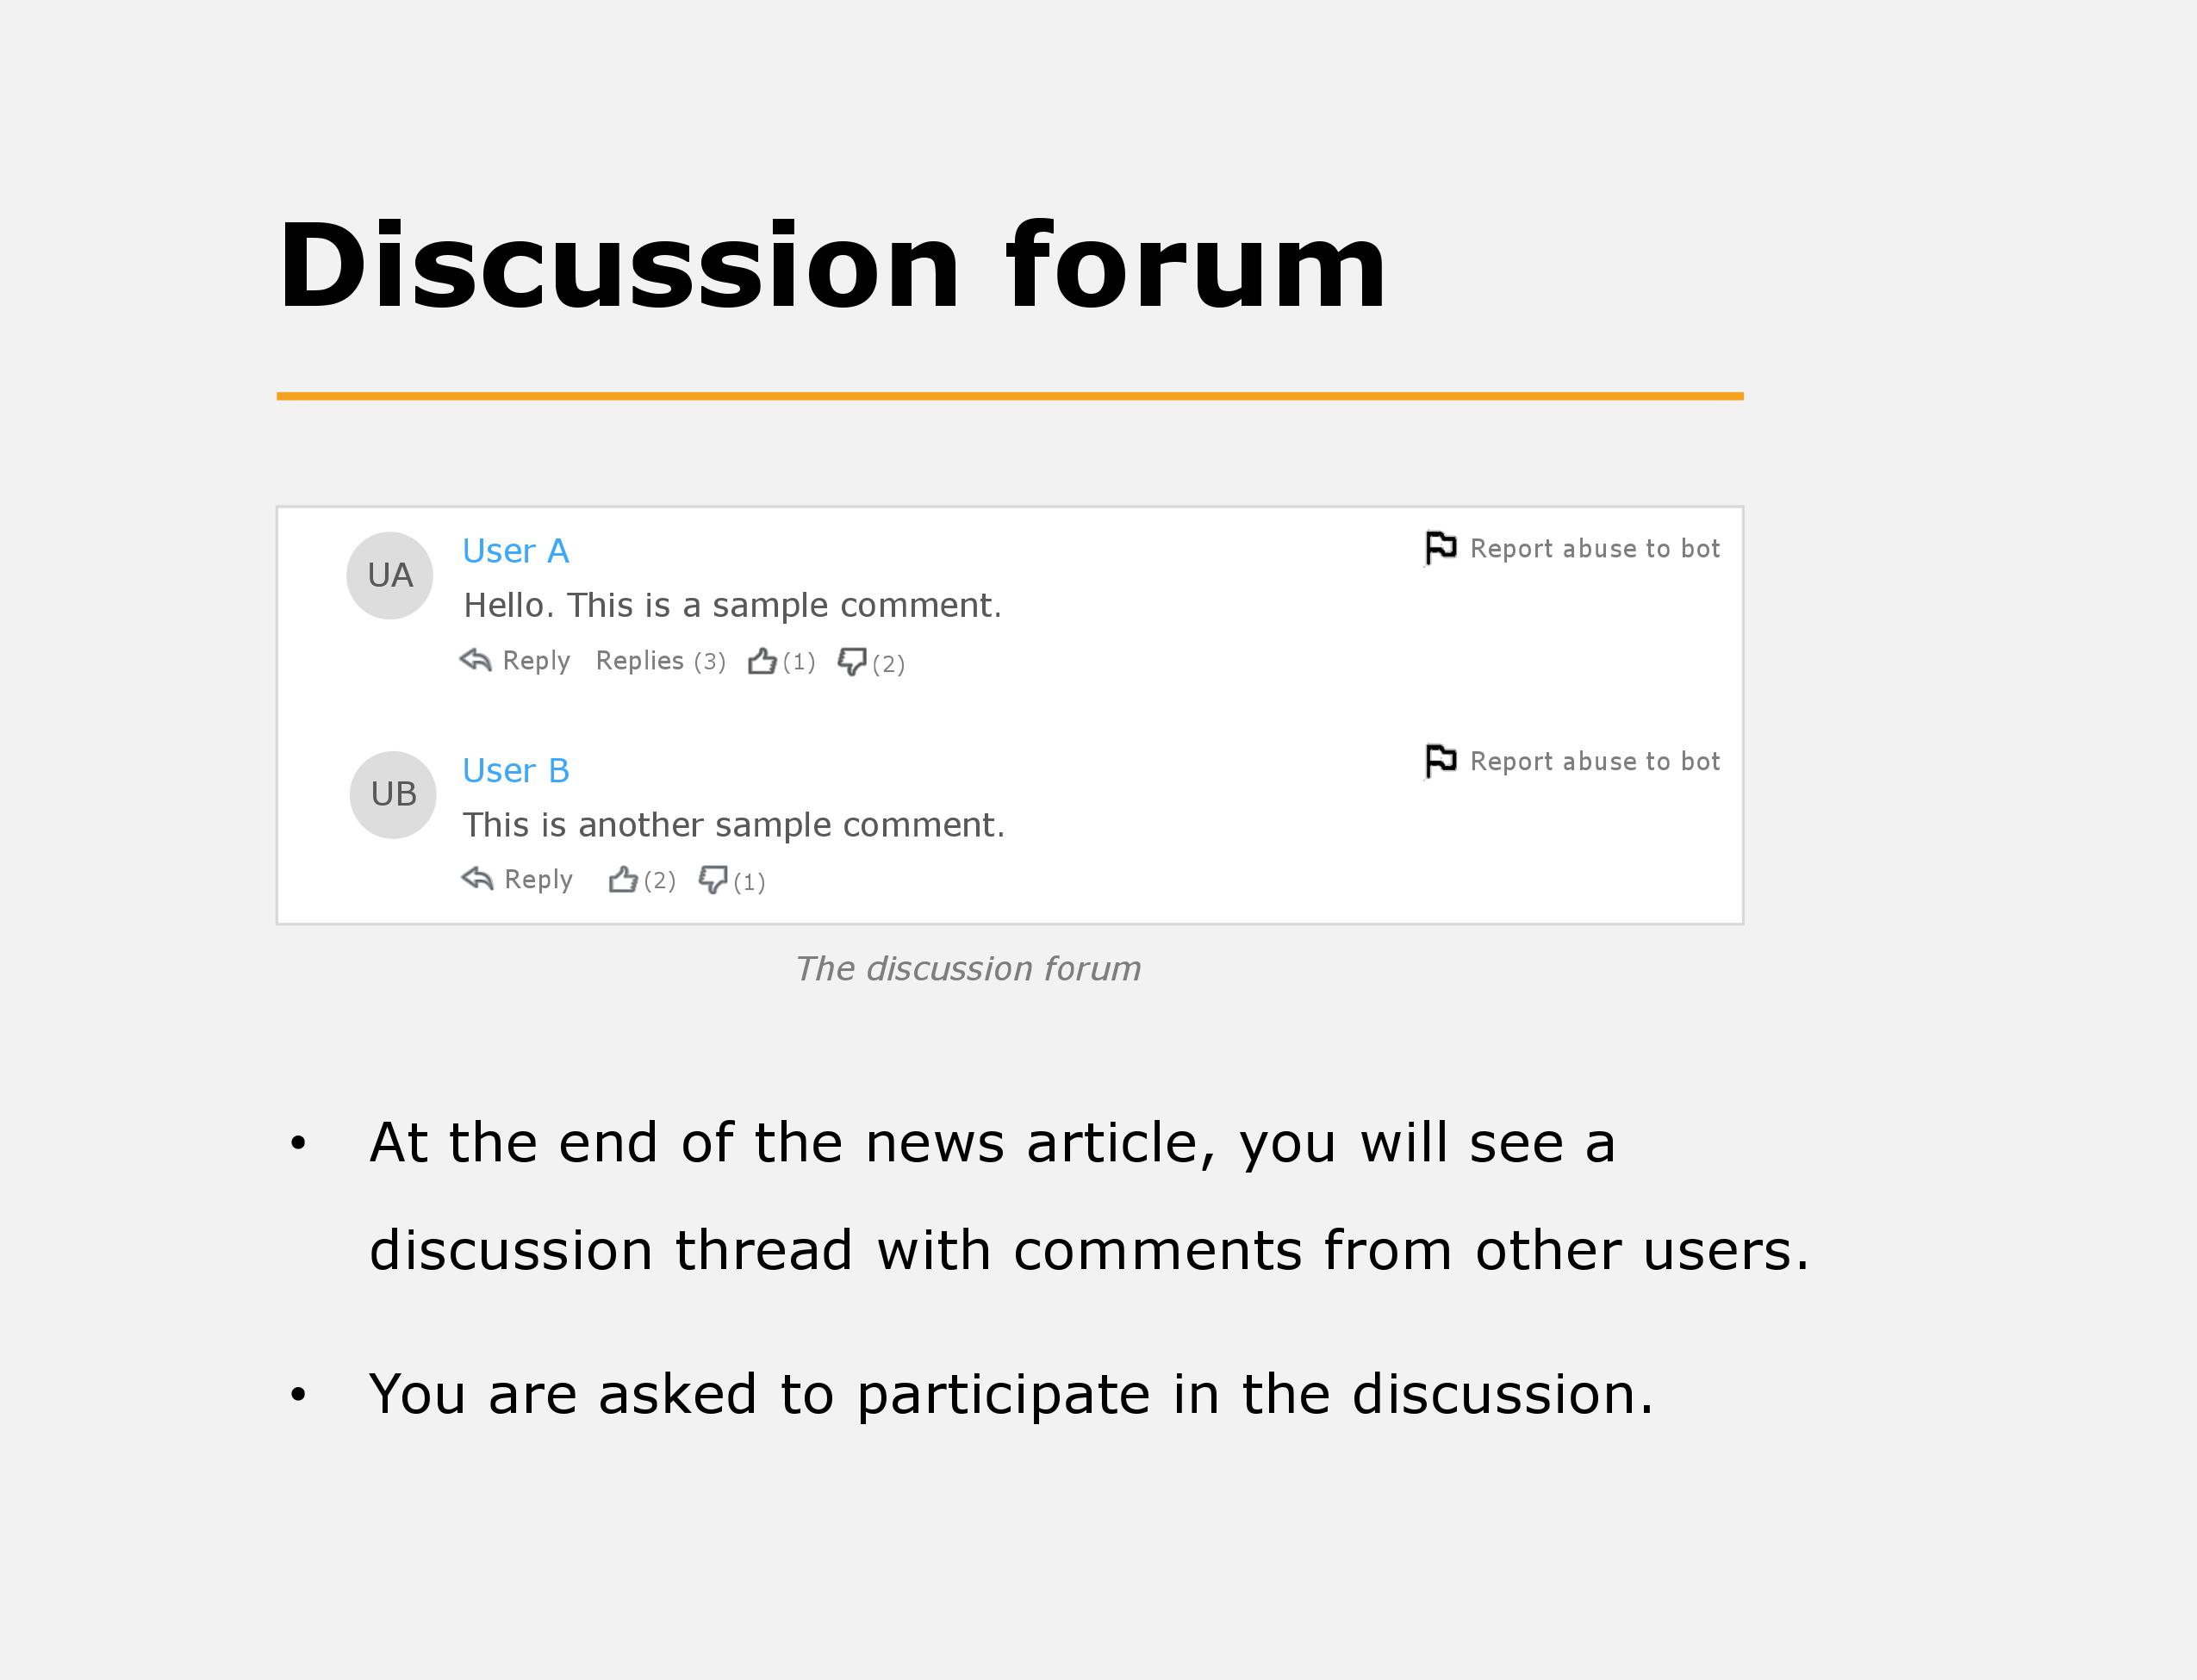 Discussion forum
UA
User A
Report abuse to bot
Hello. This is a sample comment.
Reply Replies (3) (1) (2)
UB
User B
Report abuse to bot
This is another sample comment.
Reply (2) (1)
The discussion forum
• At the end of the news article, you will see a
discussion thread with comments from other users.
• You are asked to participate in the discussion.